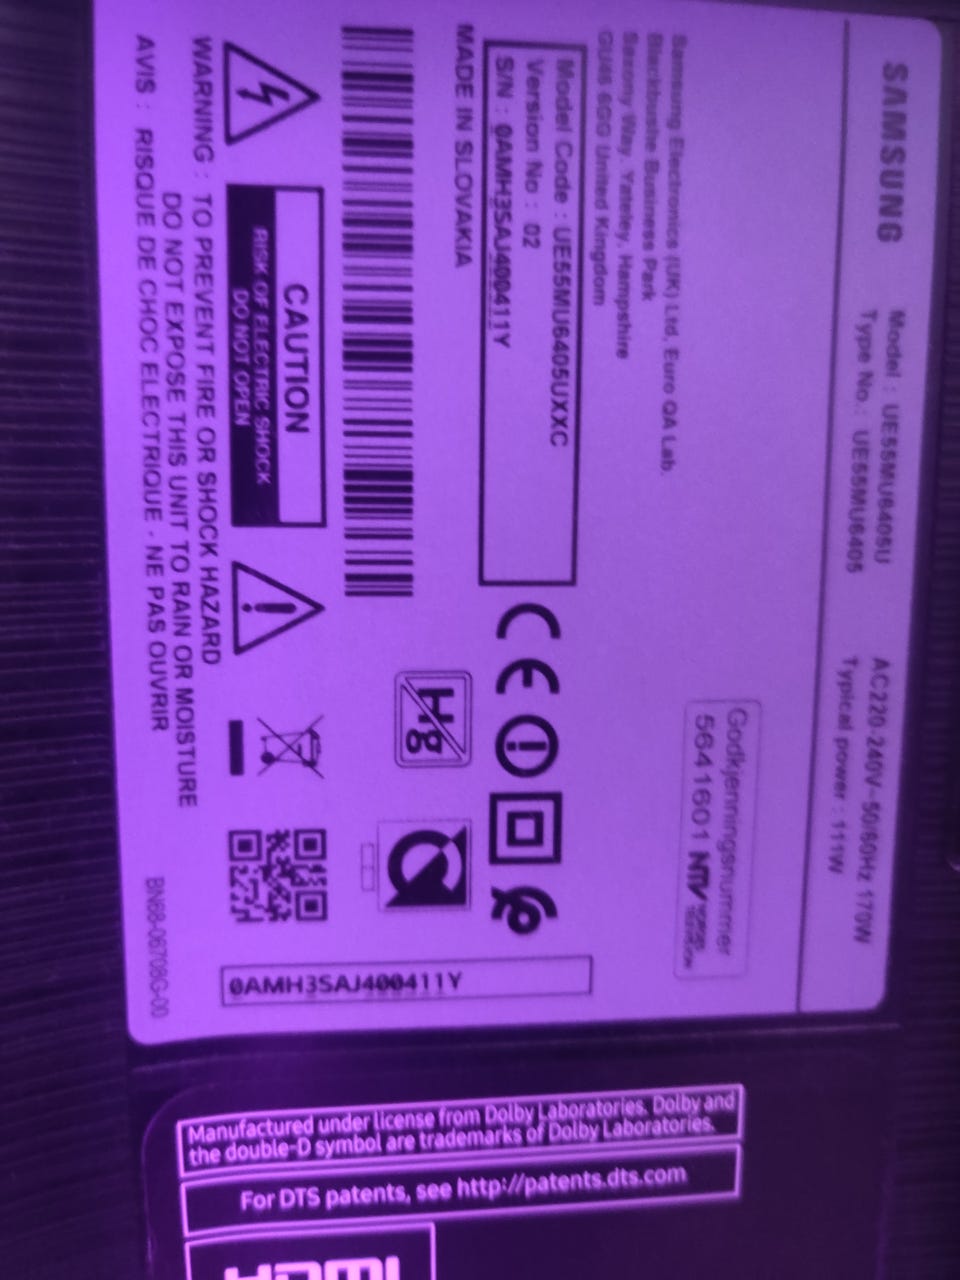 SAMSUNG
Model : UE55MU6405U
Type No.: UE55MU6405
AC220-240V~50/60Hz 170W
Typical power : 111W
Godkjenningsnummer
5641601 NTV
Samsung Electronics (UK) Ltd, Euro QA Lab.
Blackbushe Business Park
Saxony Way, Yateley, Hampshire
GU46 6GG United Kingdom
Model Code : UE55MU6405UXXC
Version No : 02
S/N : 0AMH3SAJ400411Y
MADE IN SLOVAKIA
CE
Hg
CAUTION
RISK OF ELECTRIC SHOCK
DO NOT OPEN
WARNING : TO PREVENT FIRE OR SHOCK HAZARD
DO NOT EXPOSE THIS UNIT TO RAIN OR MOISTURE
AVIS : RISQUE DE CHOC ELECTRIQUE - NE PAS OUVRIR
0AMH3SAJ400411Y
BN68-06708G-00
Manufactured under license from Dolby Laboratories. Dolby and
the double-D symbol are trademarks of Dolby Laboratories.
For DTS patents, see http://patents.dts.com